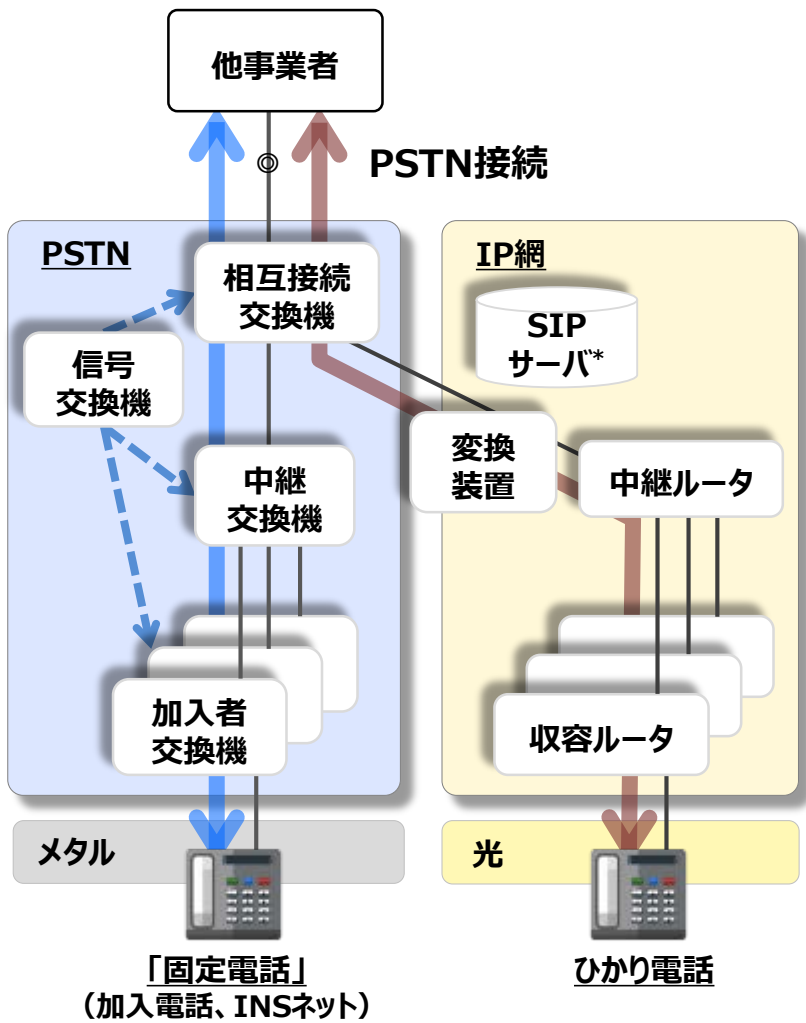 他事業者
◎
PSTN接続
PSTN
相互接続
交換機
信号
交換機
中継
交換機
加入者
交換機
IP網
SIP
サーバ*
変換
装置
中継ルータ
収容ルータ
メタル
光
「固定電話」
（加入電話、INSネット）
ひかり電話